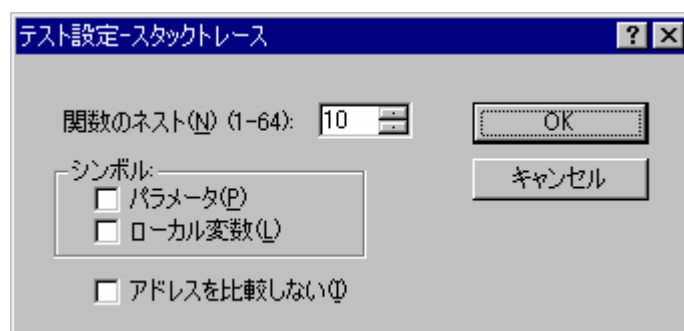 テスト設定-スタックトレース
関数のネスト(N) (1-64): 10
OK
シンボル:
キャンセル
パラメータ(P)
ローカル変数(L)
アドレスを比較しない(I)